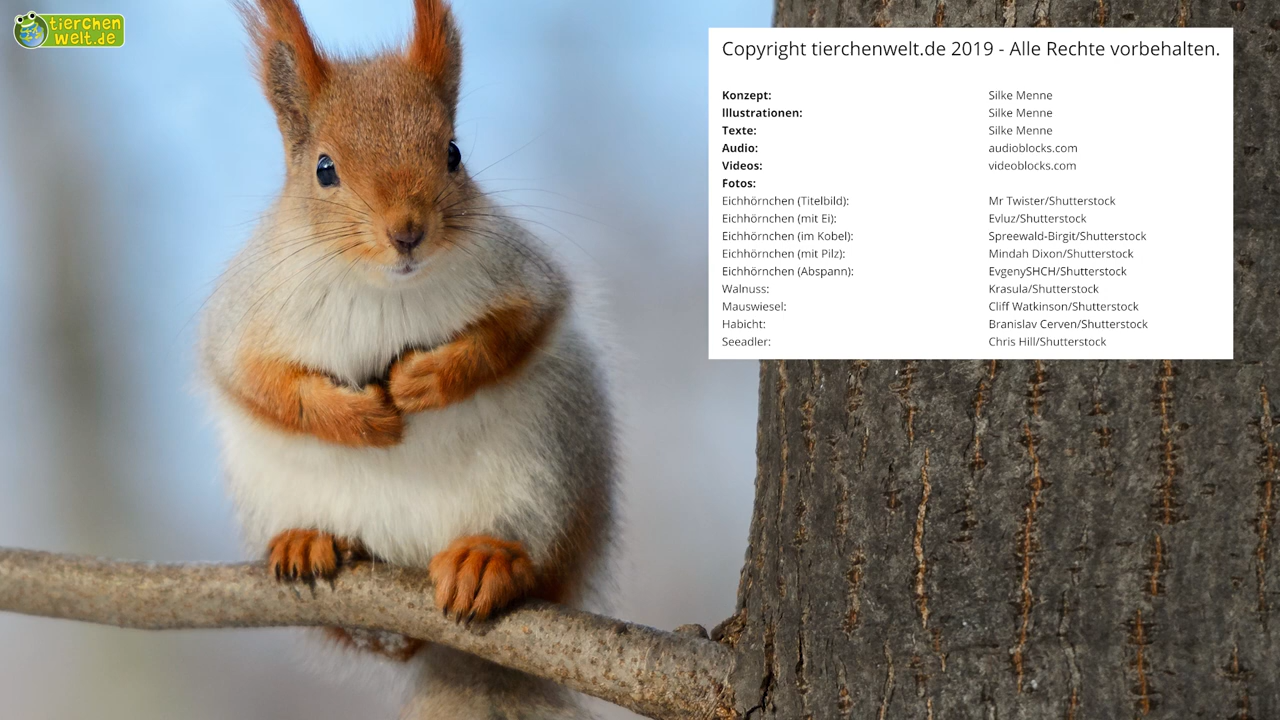 tierchen
welt.de
Copyright tierchenwelt.de 2019 - Alle Rechte vorbehalten.
Konzept: Silke Menne
Illustrationen: Silke Menne
Texte: Silke Menne
Audio: audioblocks.com
Videos: videoblocks.com
Fotos:
Eichhörnchen (Titelbild): Mr Twister/Shutterstock
Eichhörnchen (mit Ei): Evluz/Shutterstock
Eichhörnchen (im Kobel): Spreewald-Birgit/Shutterstock
Eichhörnchen (mit Pilz): Mindah Dixon/Shutterstock
Eichhörnchen (Abspann): EvgenySHCH/Shutterstock
Walnuss: Krasula/Shutterstock
Mauswiesel: Cliff Watkinson/Shutterstock
Habicht: Branislav Cerven/Shutterstock
Seeadler: Chris Hill/Shutterstock